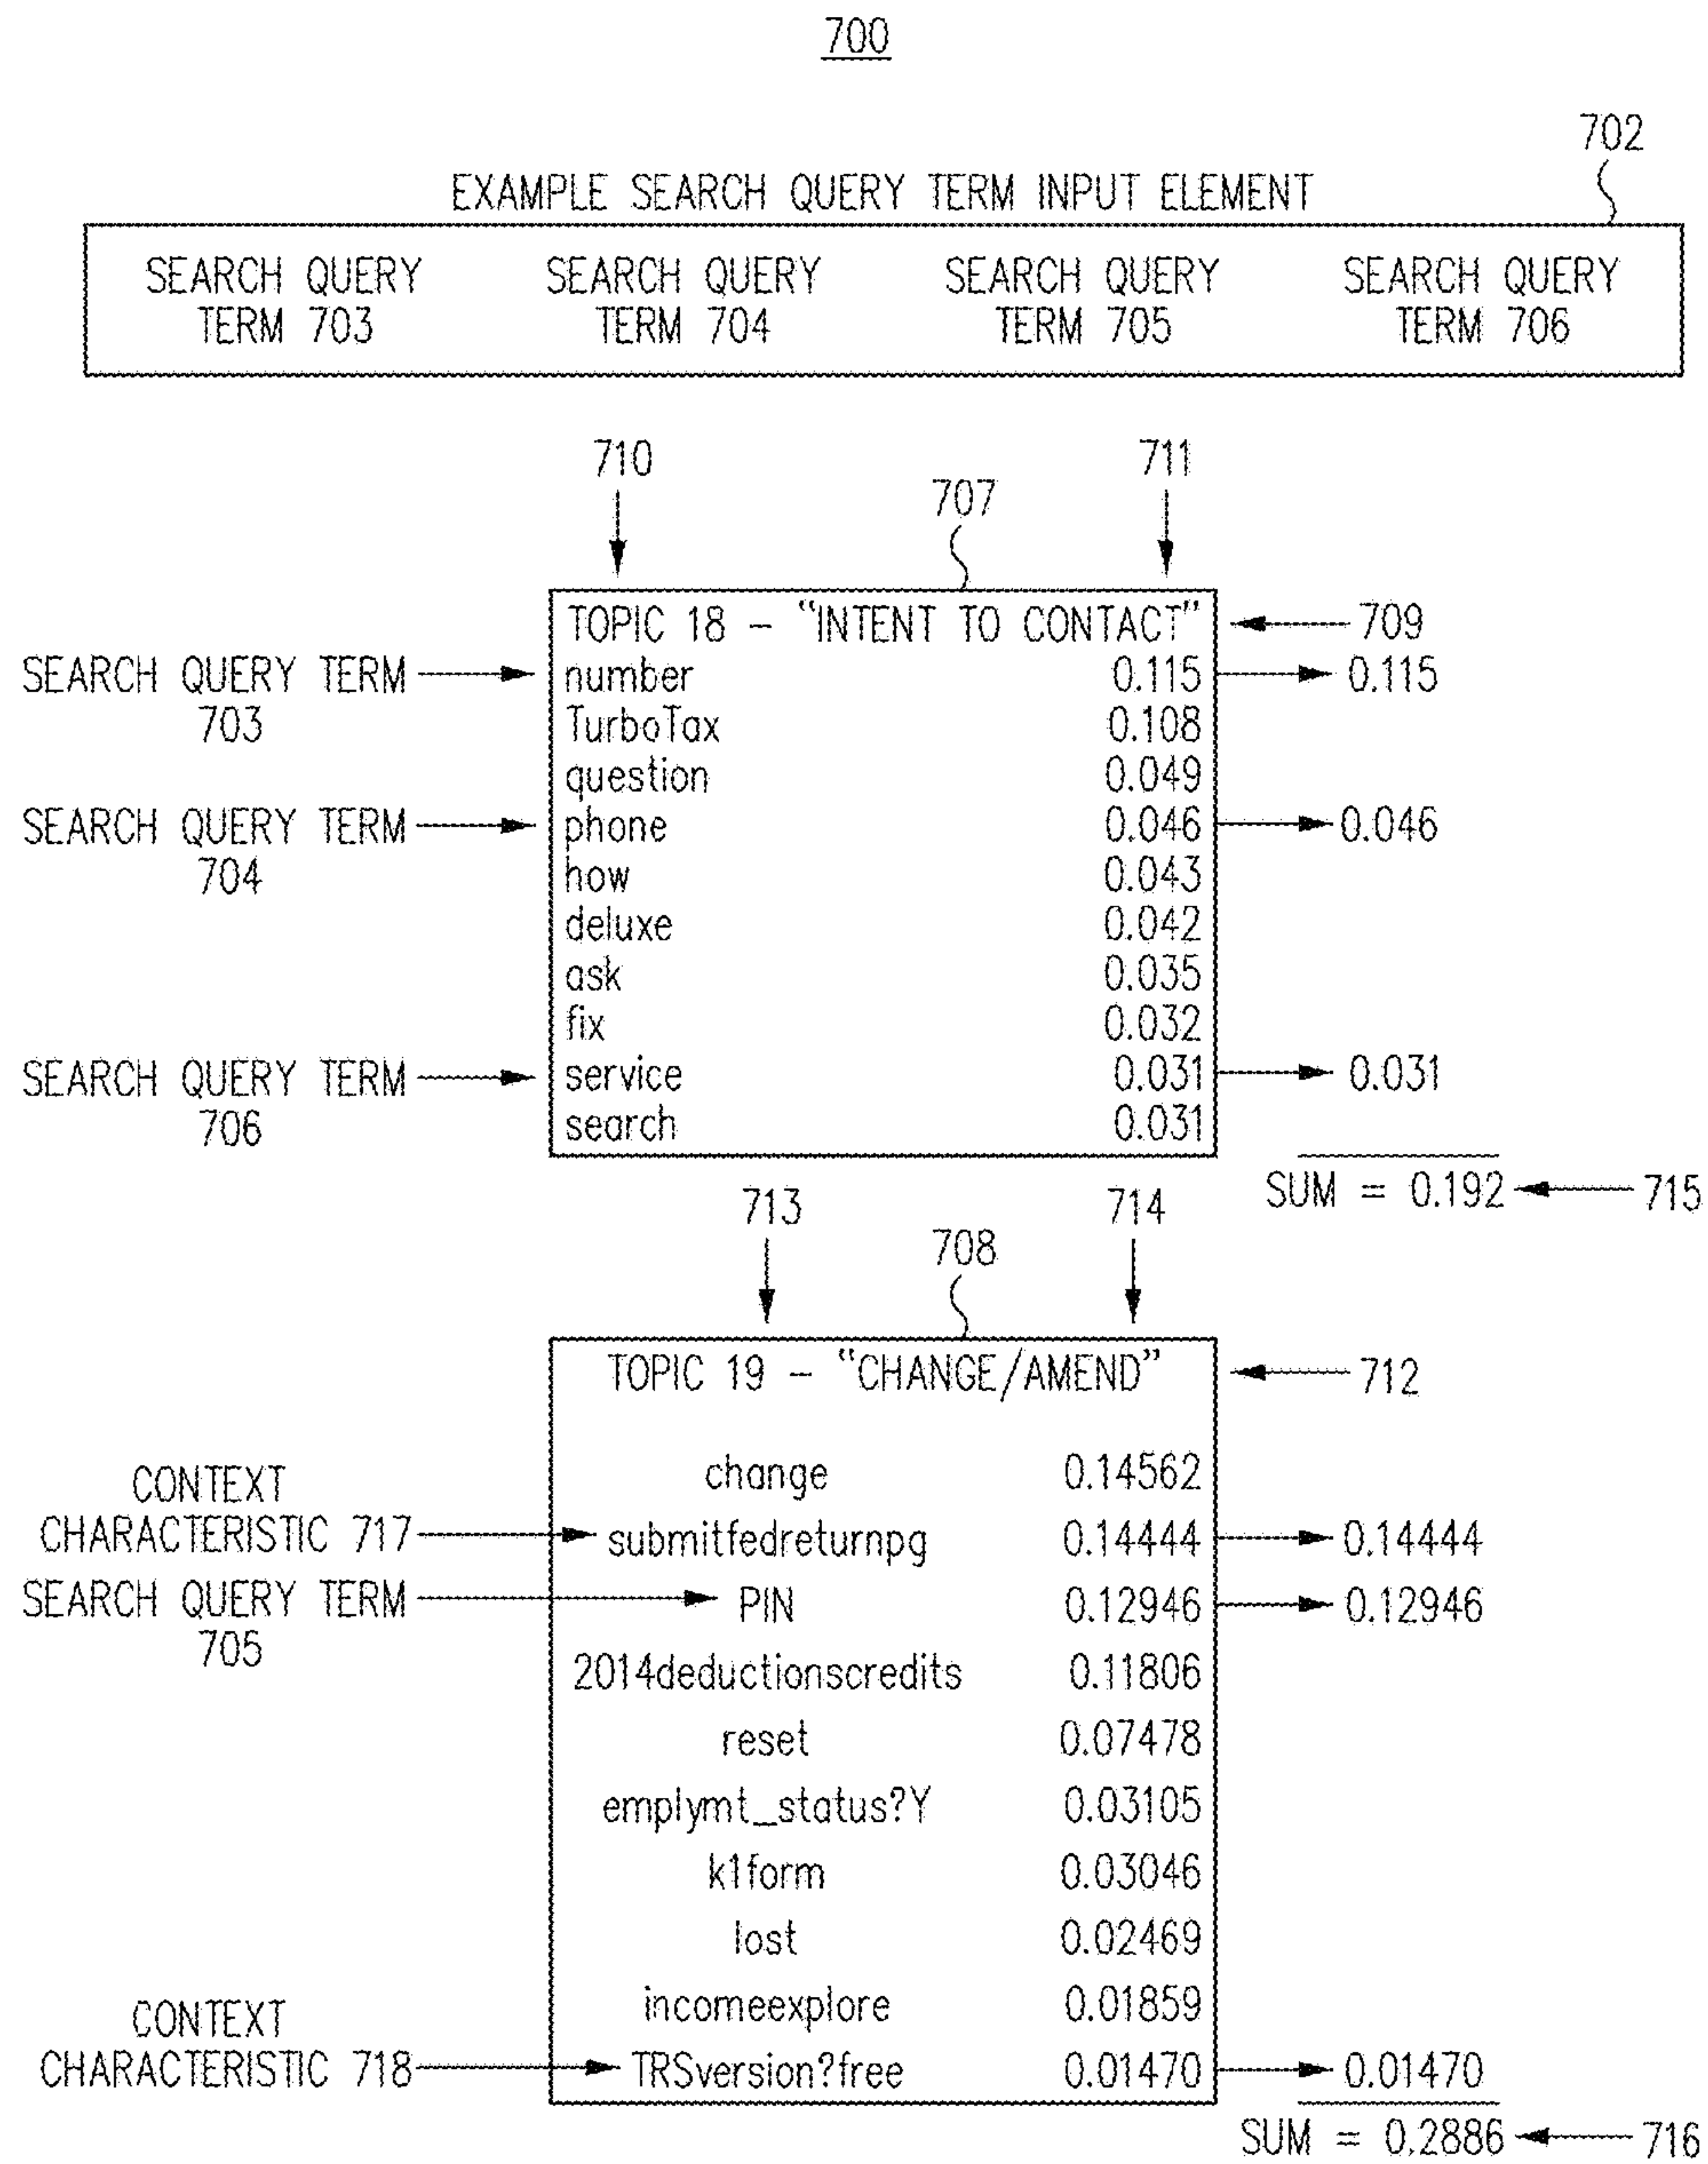 700
702
EXAMPLE SEARCH QUERY TERM INPUT ELEMENT
SEARCH QUERY TERM 703
SEARCH QUERY TERM 704
SEARCH QUERY TERM 705
SEARCH QUERY TERM 706
710
711
707
TOPIC 18 – “INTENT TO CONTACT”
709
SEARCH QUERY TERM 703
number 0.115
0.115
TurboTax 0.108
question 0.049
SEARCH QUERY TERM 704
phone 0.046
0.046
how 0.043
deluxe 0.042
ask 0.035
fix 0.032
SEARCH QUERY TERM 706
service 0.031
0.031
search 0.031
SUM = 0.192
715
713
714
708
TOPIC 19 – “CHANGE/AMEND”
712
change 0.14562
CONTEXT CHARACTERISTIC 717
submitfedreturnpg 0.14444
0.14444
SEARCH QUERY TERM 705
PIN 0.12946
0.12946
2014deductionscredits 0.11806
reset 0.07478
emplymt_status?Y 0.03105
k1form 0.03046
lost 0.02469
incomeexplore 0.01859
CONTEXT CHARACTERISTIC 718
TRSversion?free 0.01470
0.01470
SUM = 0.2886
716